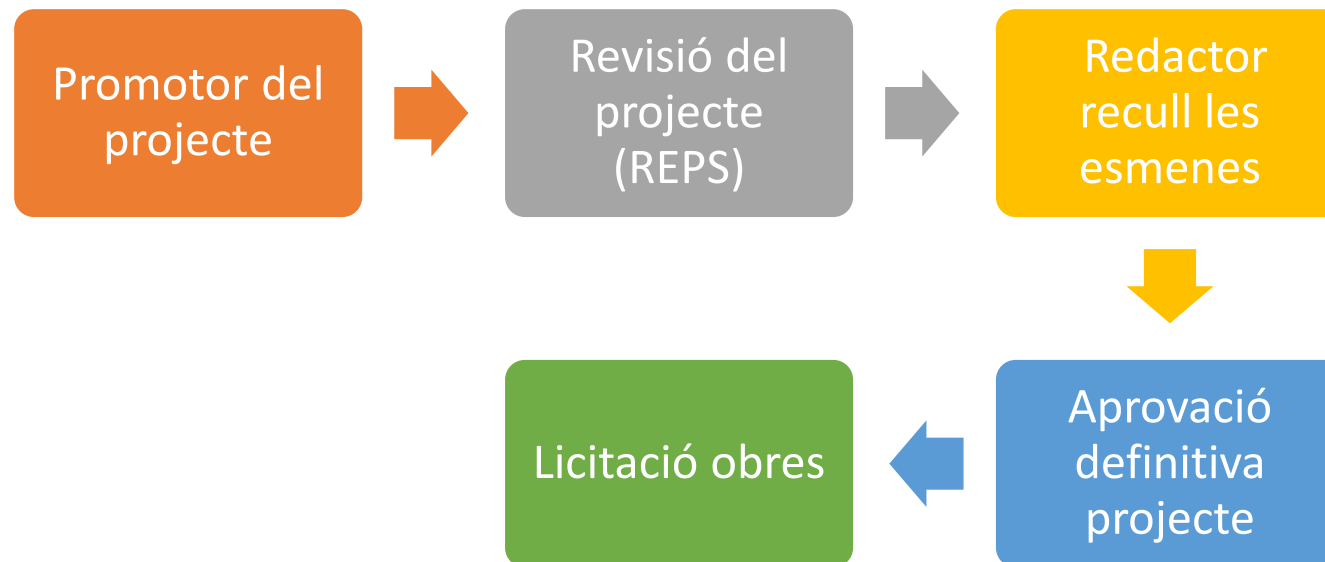 Promotor del
projecte
Revisió del
projecte
(REPS)
Redactor
recull les
esmenes
Aprovació
definitiva
projecte
Licitació obres